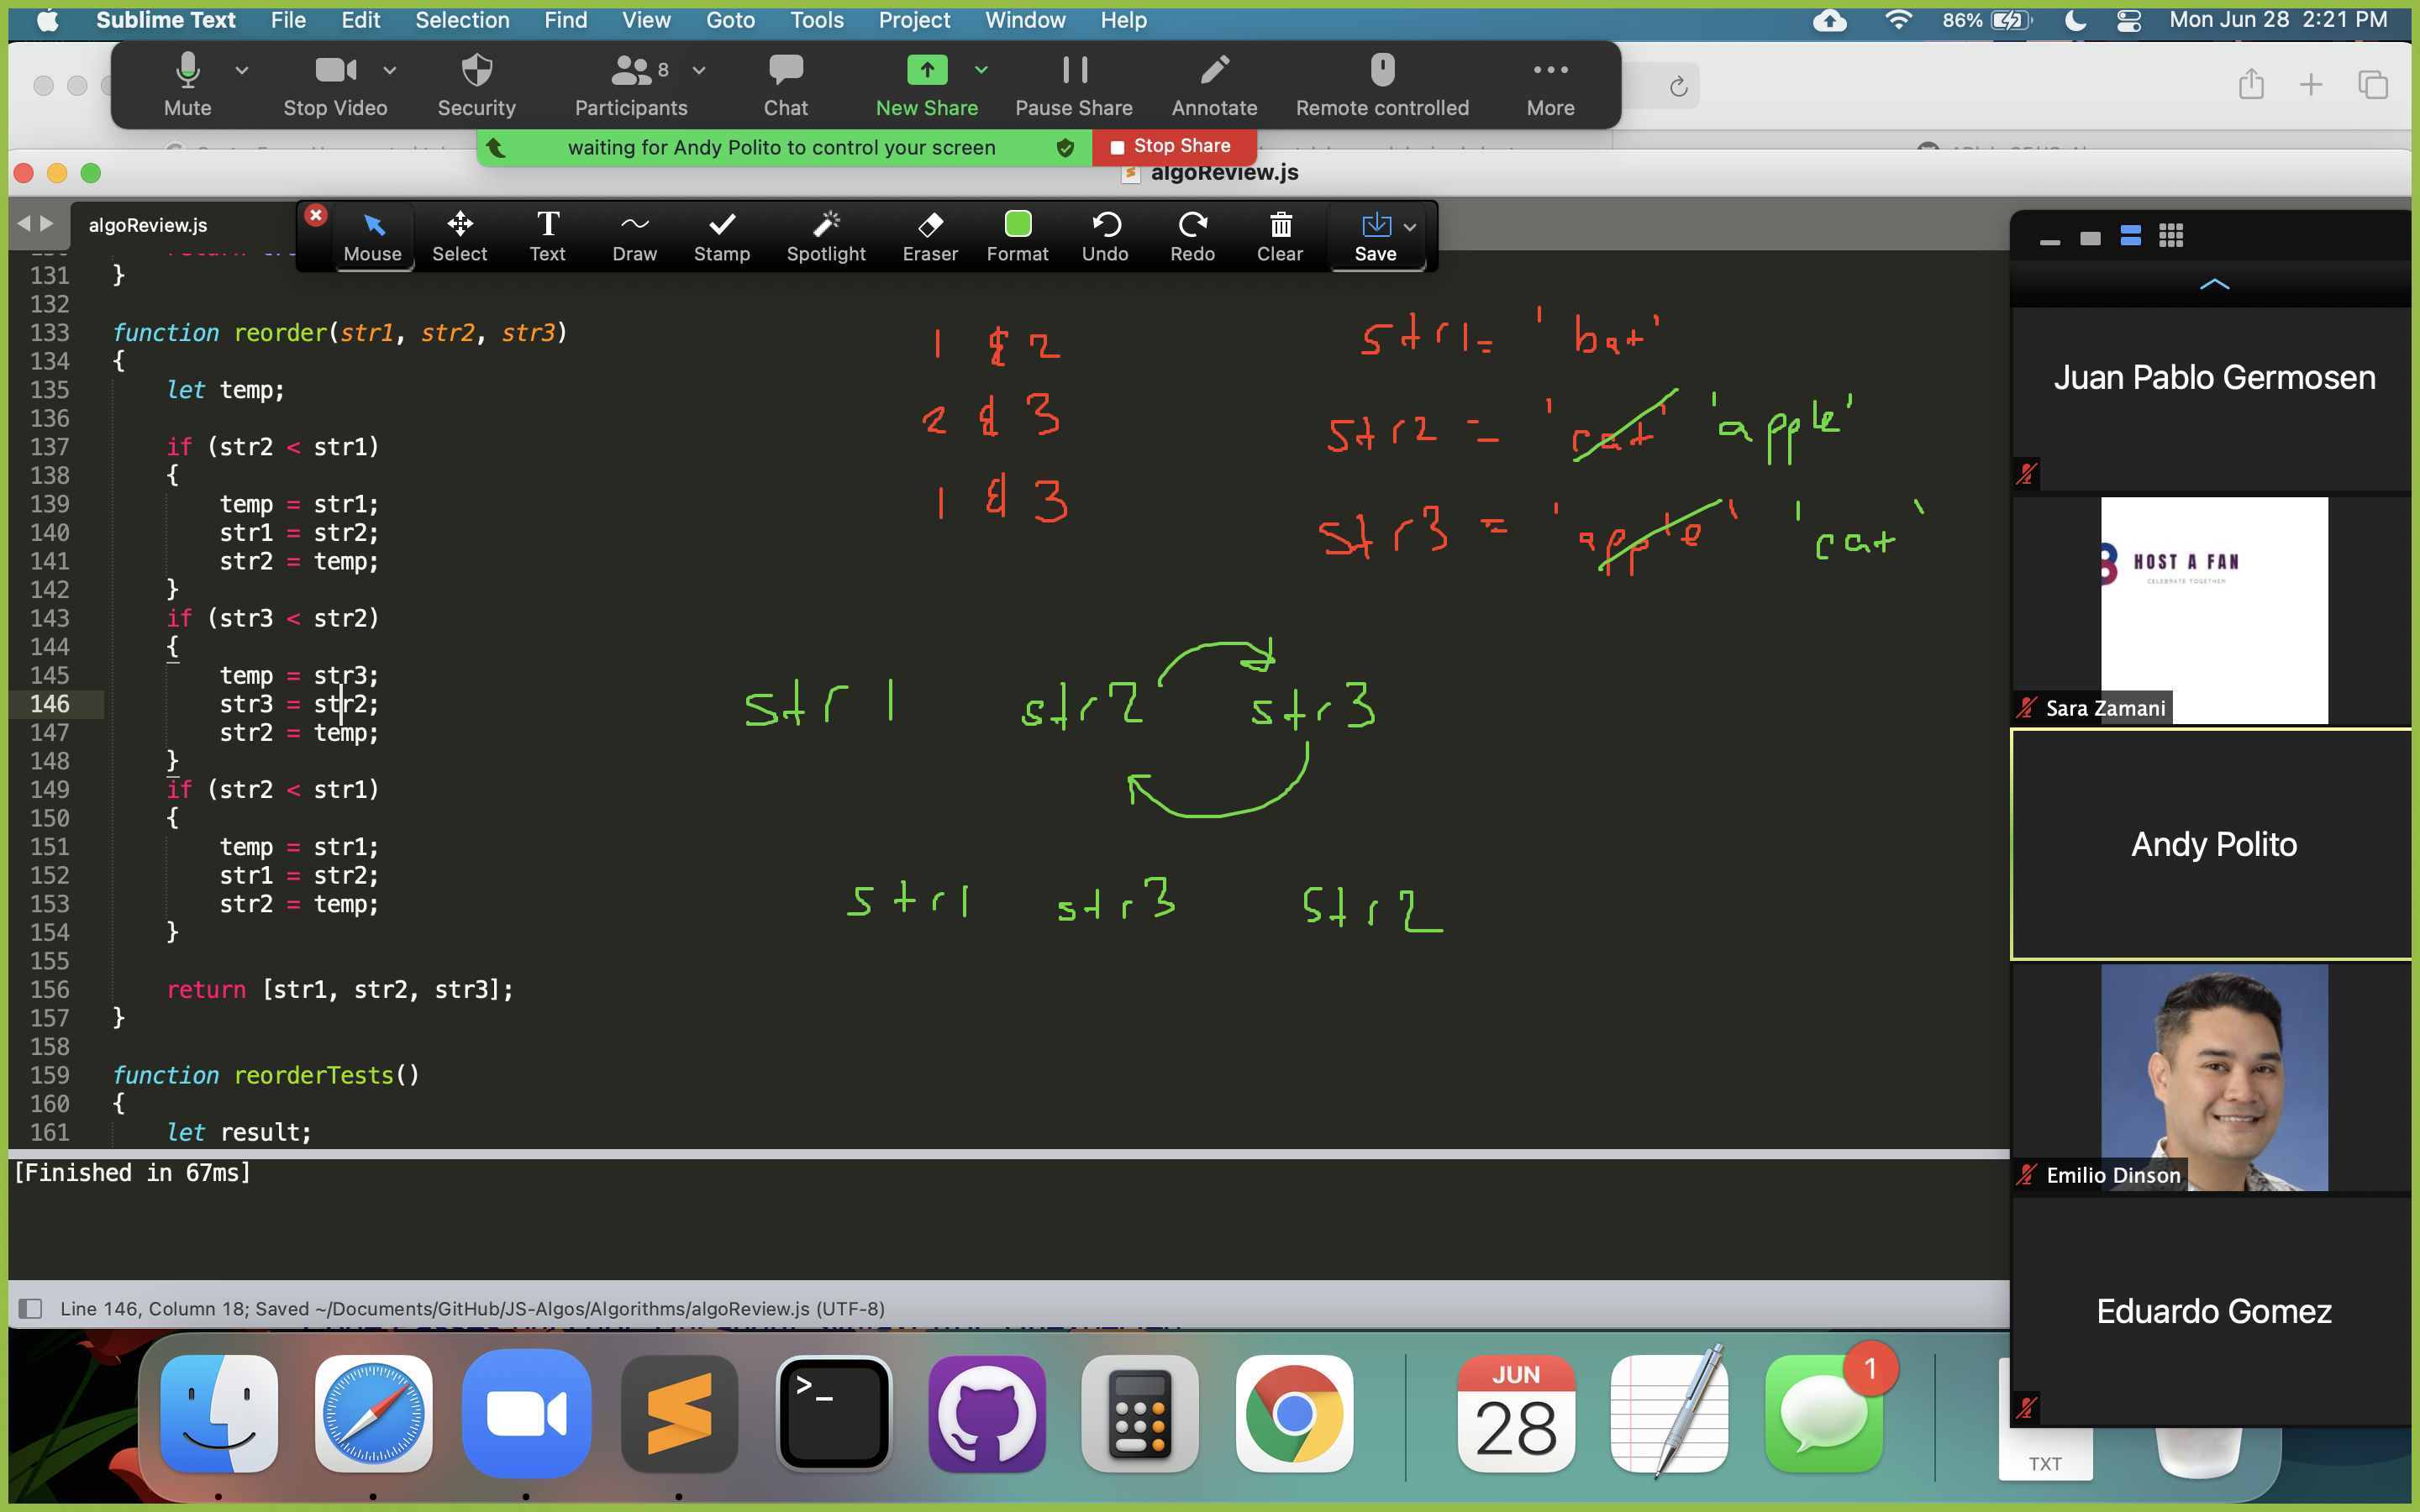 Sublime Text File Edit Selection Find View Goto Tools Project Window Help 86% Mon Jun 28 2:21 PM
Mute Stop Video Security 8 Participants Chat New Share Pause Share Annotate Remote controlled More
waiting for Andy Polito to control your screen Stop Share
algoReview.js
algoReview.js
Mouse Select Text Draw Stamp Spotlight Eraser Format Undo Redo Clear Save
131 }
132
133 function reorder(str1, str2, str3)
134 {
135 let temp;
136
137 if (str2 < str1)
138 {
139 temp = str1;
140 str1 = str2;
141 str2 = temp;
142 }
143 if (str3 < str2)
144 {
145 temp = str3;
146 str3 = str2;
147 str2 = temp;
148 }
149 if (str2 < str1)
150 {
151 temp = str1;
152 str1 = str2;
153 str2 = temp;
154 }
155
156 return [str1, str2, str3];
157 }
158
159 function reorderTests()
160 {
161 let result;
1 & 2
2 & 3
1 & 3
str1= 'bat'
str2 = 'cat' 'apple'
str3 = 'apple' 'cat'
str1 str2 str3
str1 str3 str2
[Finished in 67ms]
Line 146, Column 18; Saved ~/Documents/GitHub/JS-Algos/Algorithms/algoReview.js (UTF-8)
Juan Pablo Germosen
HOST A FAN
CELEBRATE TOGETHER
Sara Zamani
Andy Polito
Emilio Dinson
Eduardo Gomez
>_
JUN
28
1
TXT